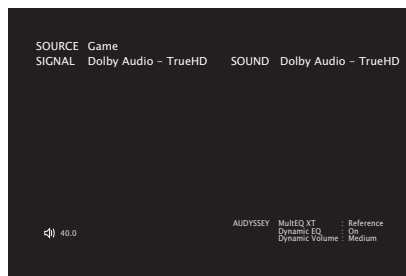 SOURCE Game
SIGNAL Dolby Audio – TrueHD SOUND Dolby Audio – TrueHD
AUDYSSEY MultEQ XT : Reference
Dynamic EQ : On
Dynamic Volume : Medium
40.0